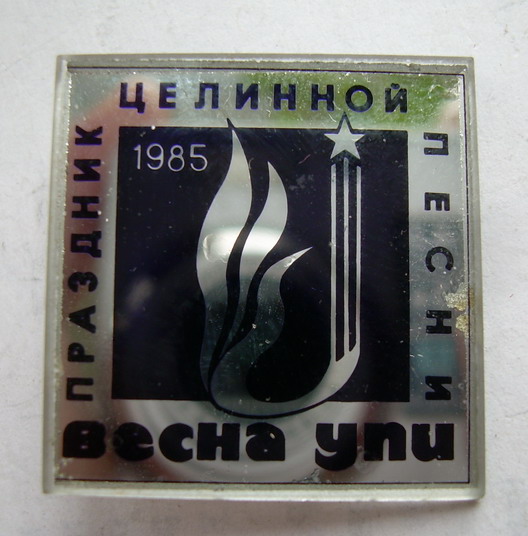 ПРАЗДНИК
ЦЕЛИННОЙ
ПЕСНИ
1985
Весна упи